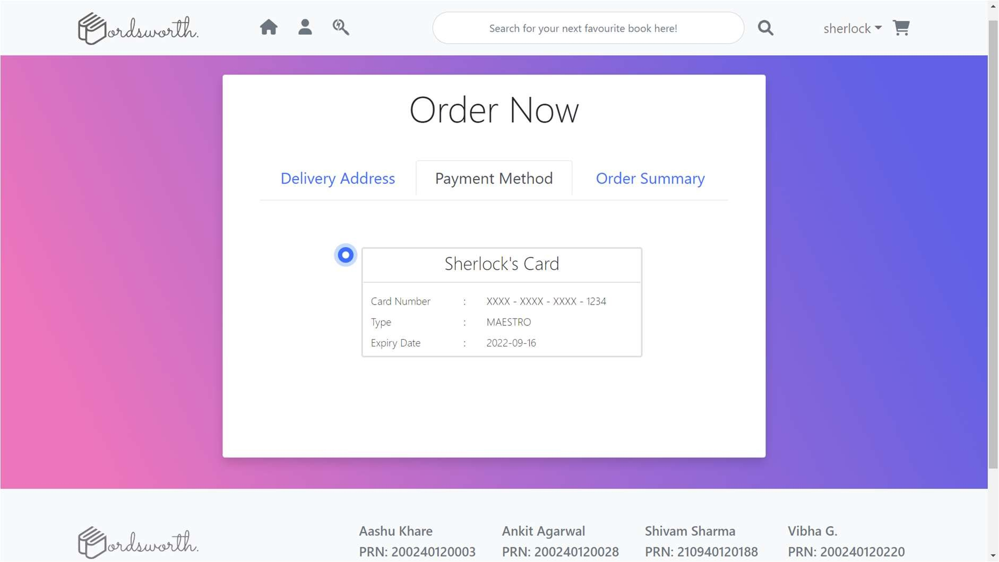 ordsworth.
Search for your next favourite book here!
sherlock
Order Now
Delivery Address Payment Method Order Summary
Sherlock's Card
Card Number : XXXX - XXXX - XXXX - 1234
Type : MAESTRO
Expiry Date : 2022-09-16
ordsworth.
Aashu Khare Ankit Agarwal Shivam Sharma Vibha G.
PRN: 200240120003 PRN: 200240120028 PRN: 210940120188 PRN: 200240120220